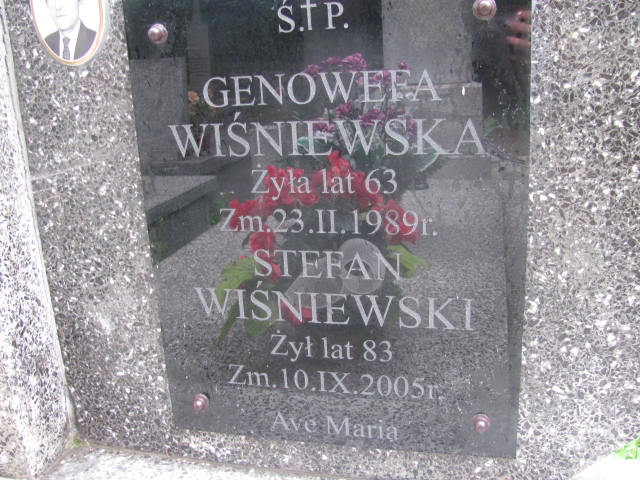 Ś.†P.
GENOWEFA
WIŚNIEWSKA
Żyła lat 63
Zm.23.II.1989r.
STEFAN
WIŚNIEWSKI
Żył lat 83
Zm.10.IX.2005r.
Ave Maria